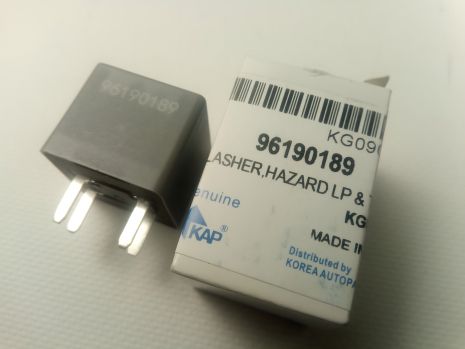 96190189
KG09
96190189
LASHER,HAZARD LP &
KG
MADE IN
enuine
KAP®
Distributed by
KOREA AUTOPA